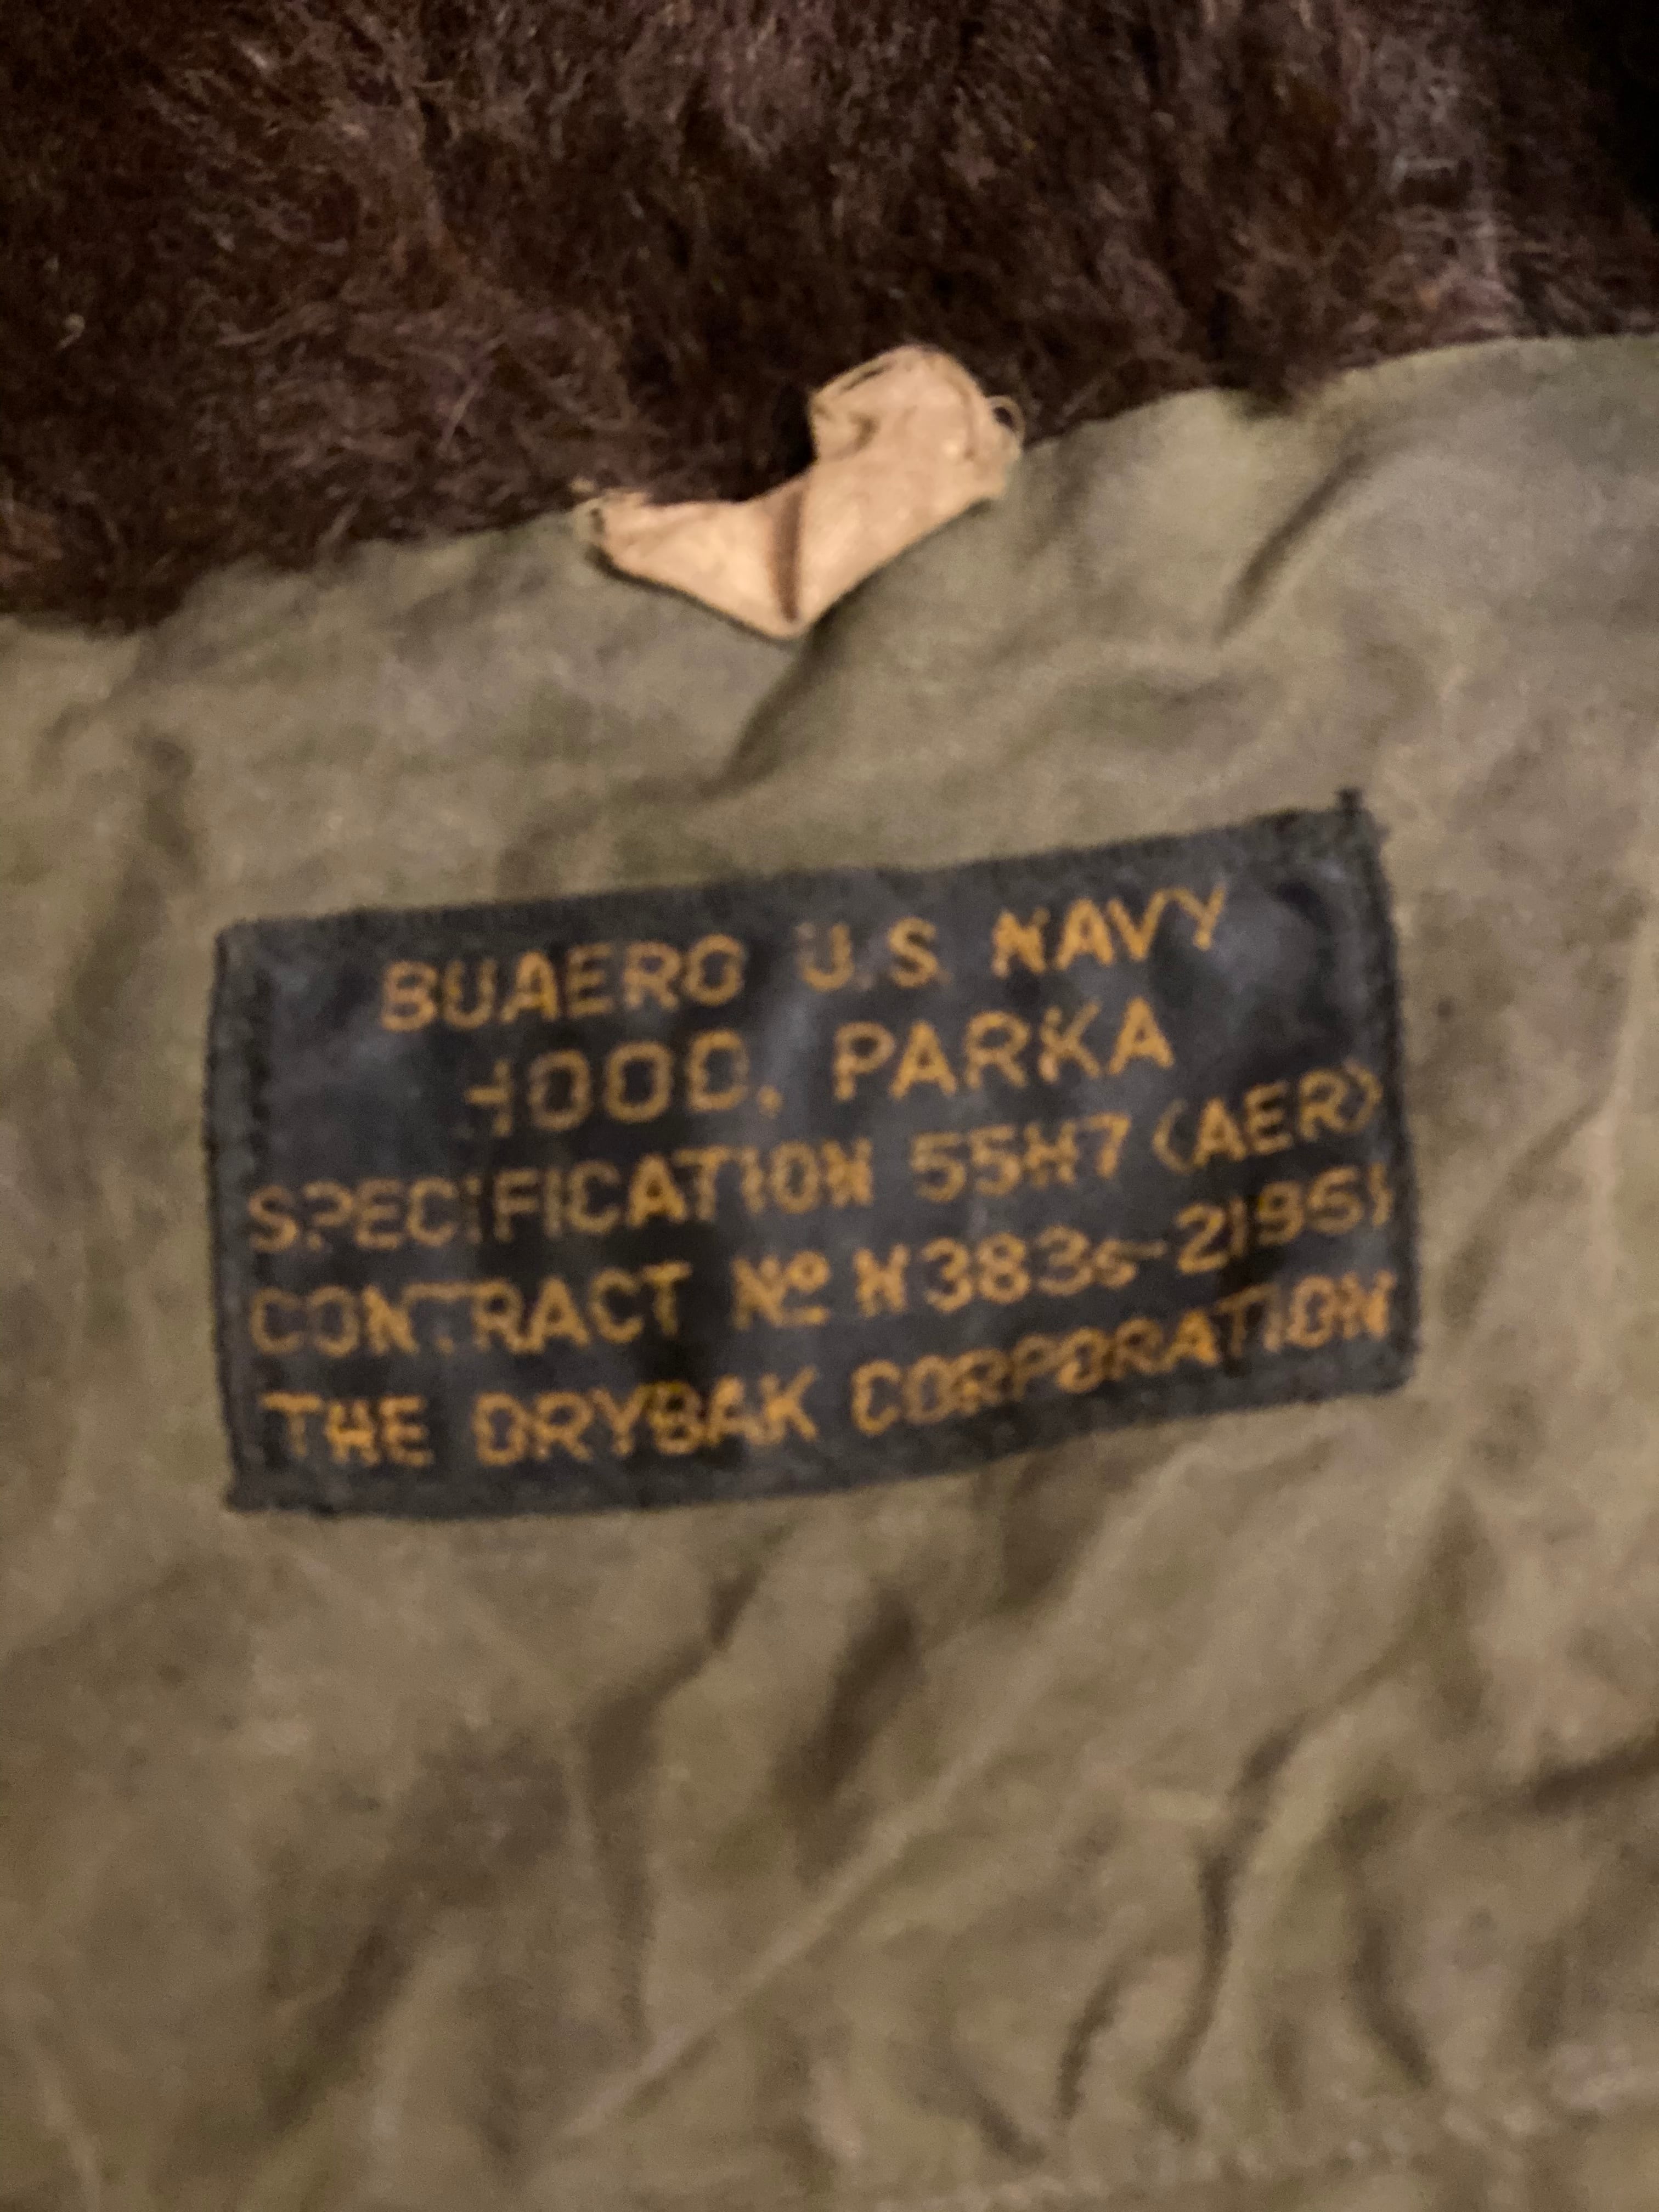 BUAERO U.S. NAVY
HOOD, PARKA
SPECIFICATION 55H7 (AER)
CONTRACT Nº N383s-21951
THE DRYBAK CORPORATION